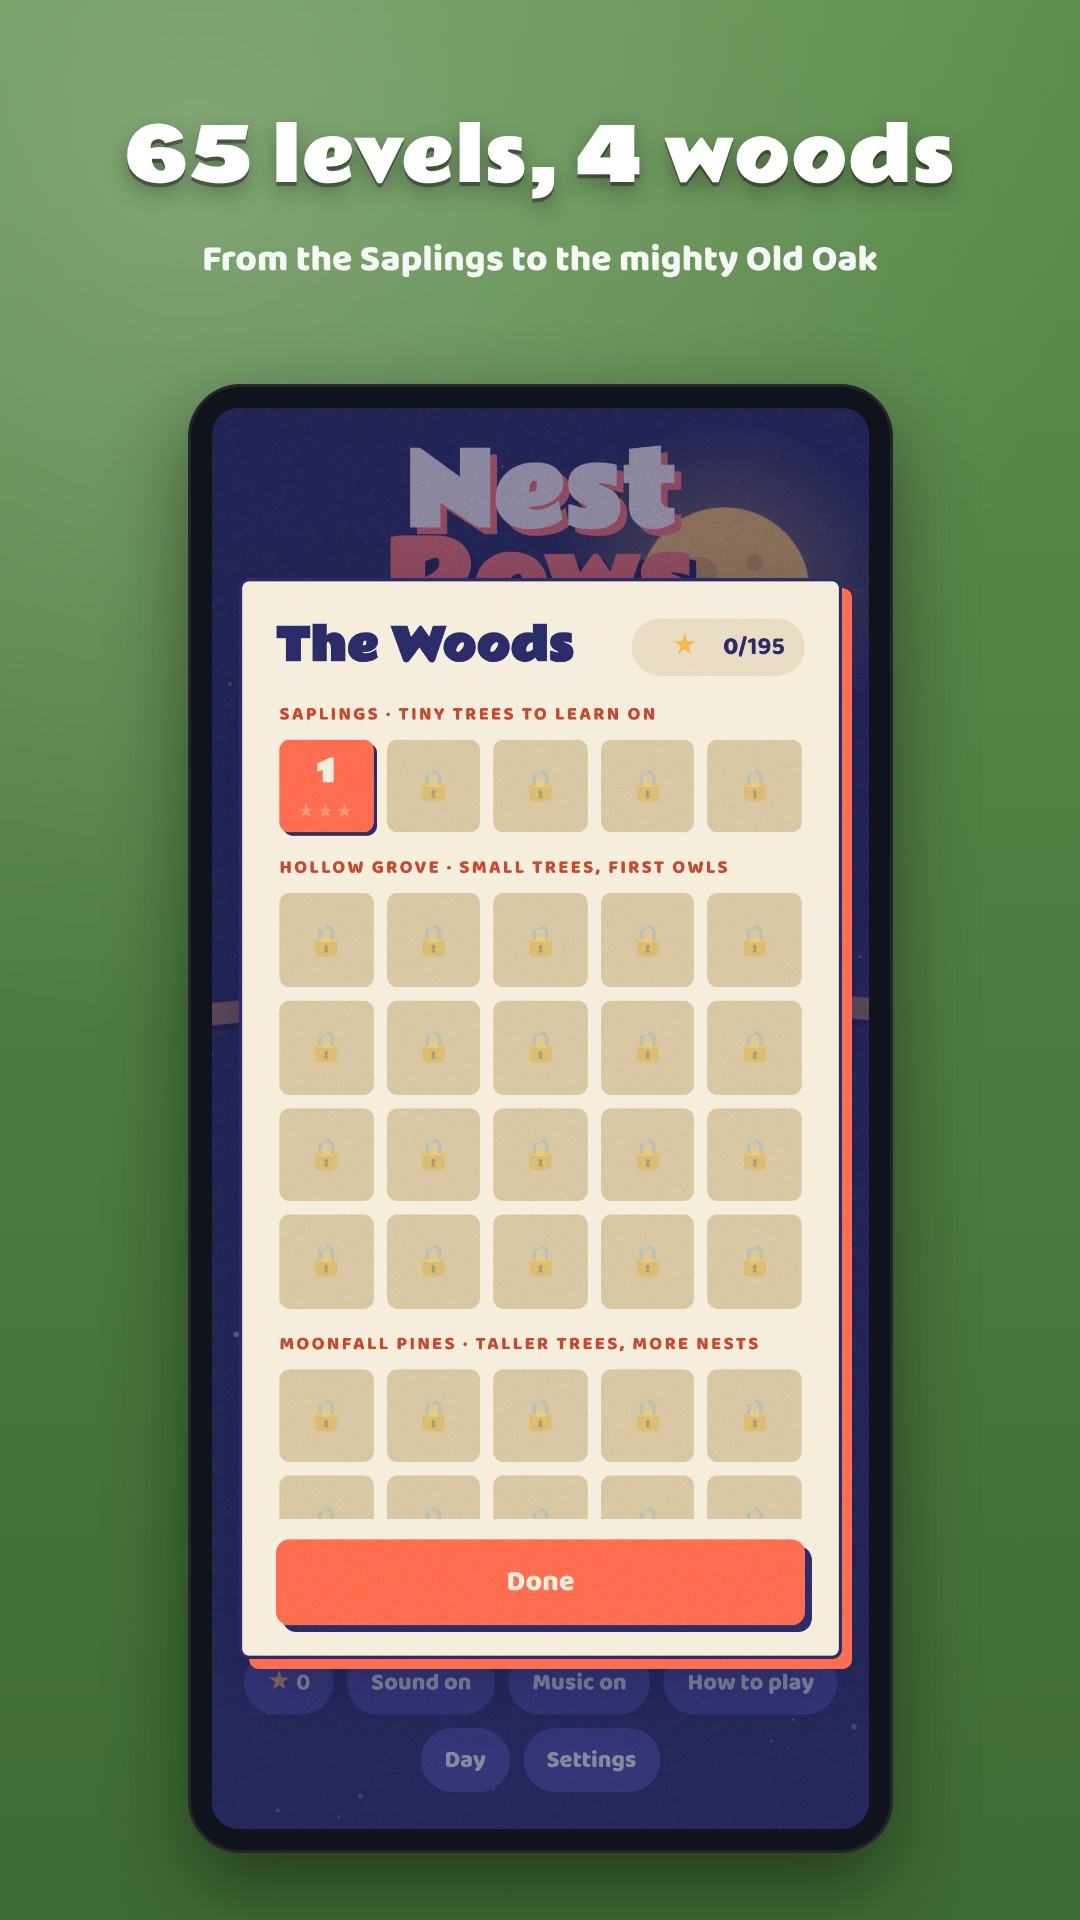 65 levels, 4 woods
From the Saplings to the mighty Old Oak
Nest
Rows
The Woods
★ 0/195
SAPLINGS · TINY TREES TO LEARN ON
1
★★★
HOLLOW GROVE · SMALL TREES, FIRST OWLS
MOONFALL PINES · TALLER TREES, MORE NESTS
Done
★ 0 Sound on Music on How to play
Day Settings